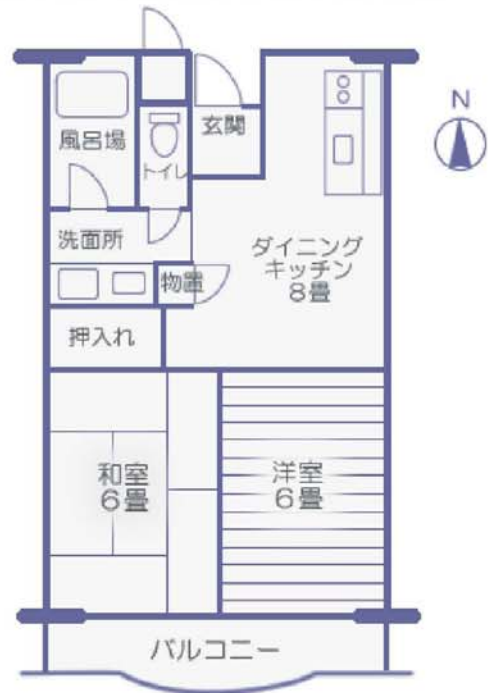 N
風呂場
トイレ
玄関
洗面所
物置
ダイニング
キッチン
8畳
押入れ
和室
6畳
洋室
6畳
バルコニー